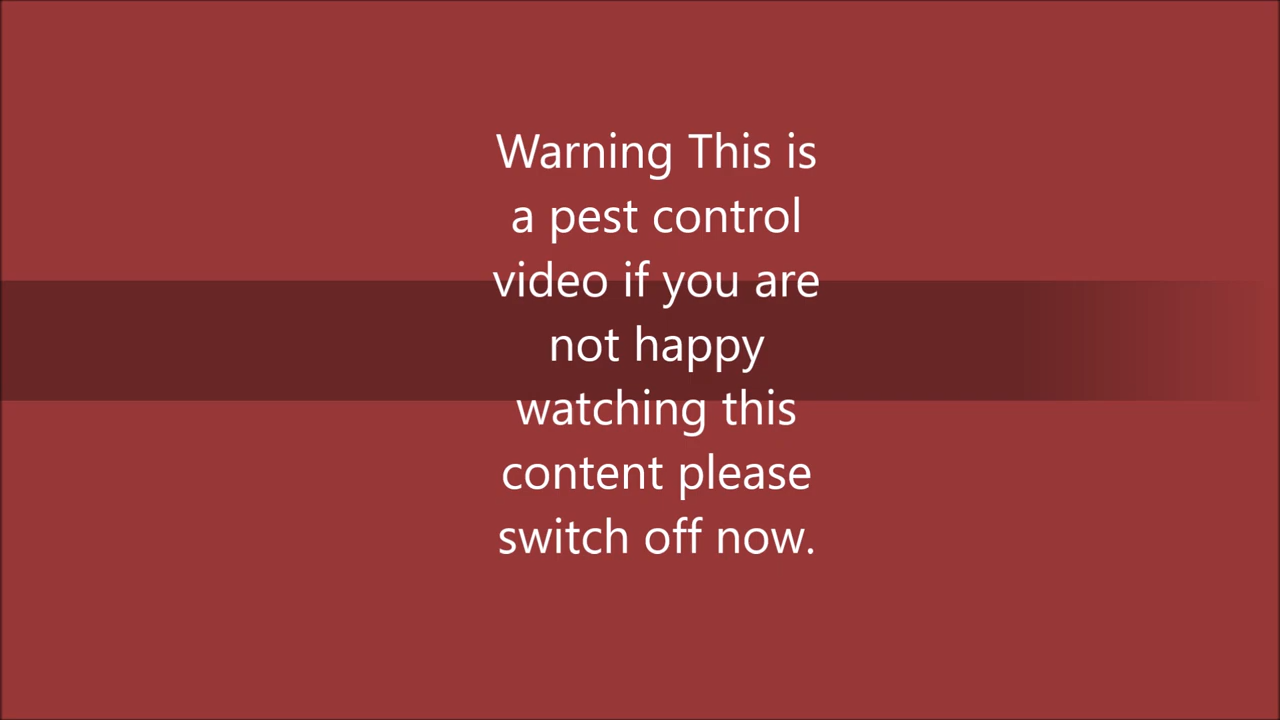 Warning This is
a pest control
video if you are
not happy
watching this
content please
switch off now.